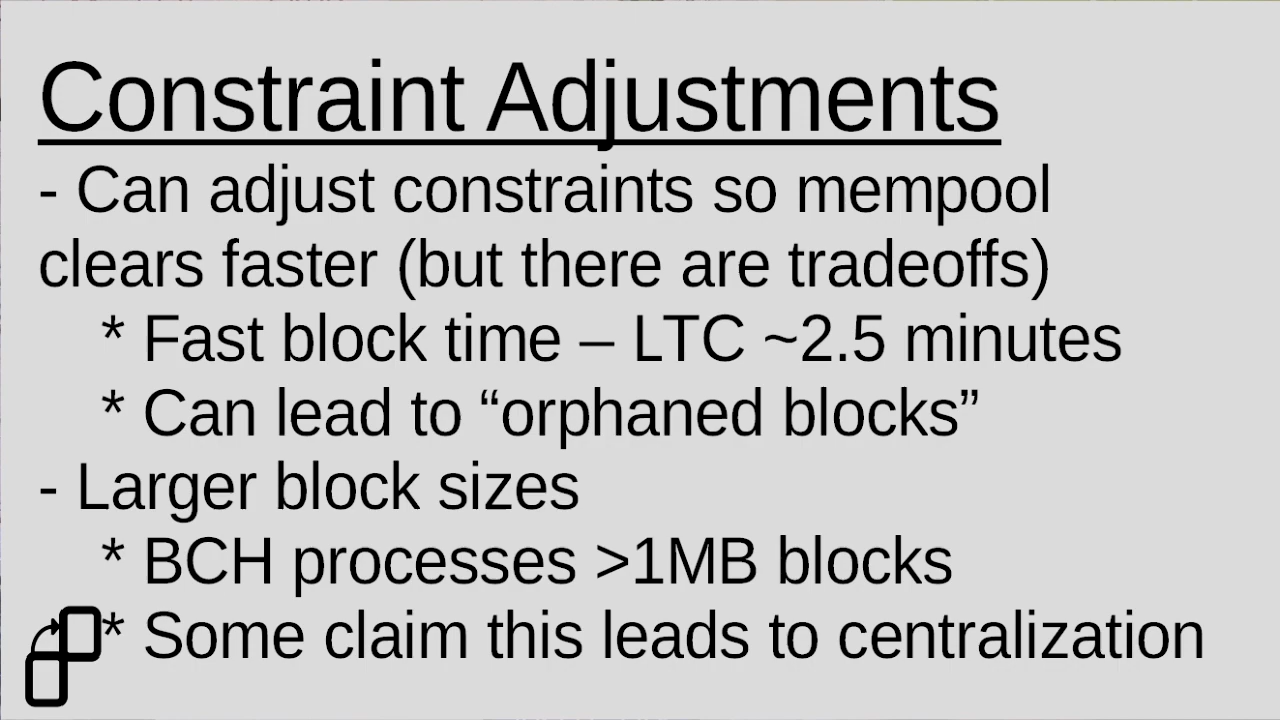 Constraint Adjustments
- Can adjust constraints so mempool
clears faster (but there are tradeoffs)
* Fast block time – LTC ~2.5 minutes
* Can lead to “orphaned blocks”
- Larger block sizes
* BCH processes >1MB blocks
* Some claim this leads to centralization